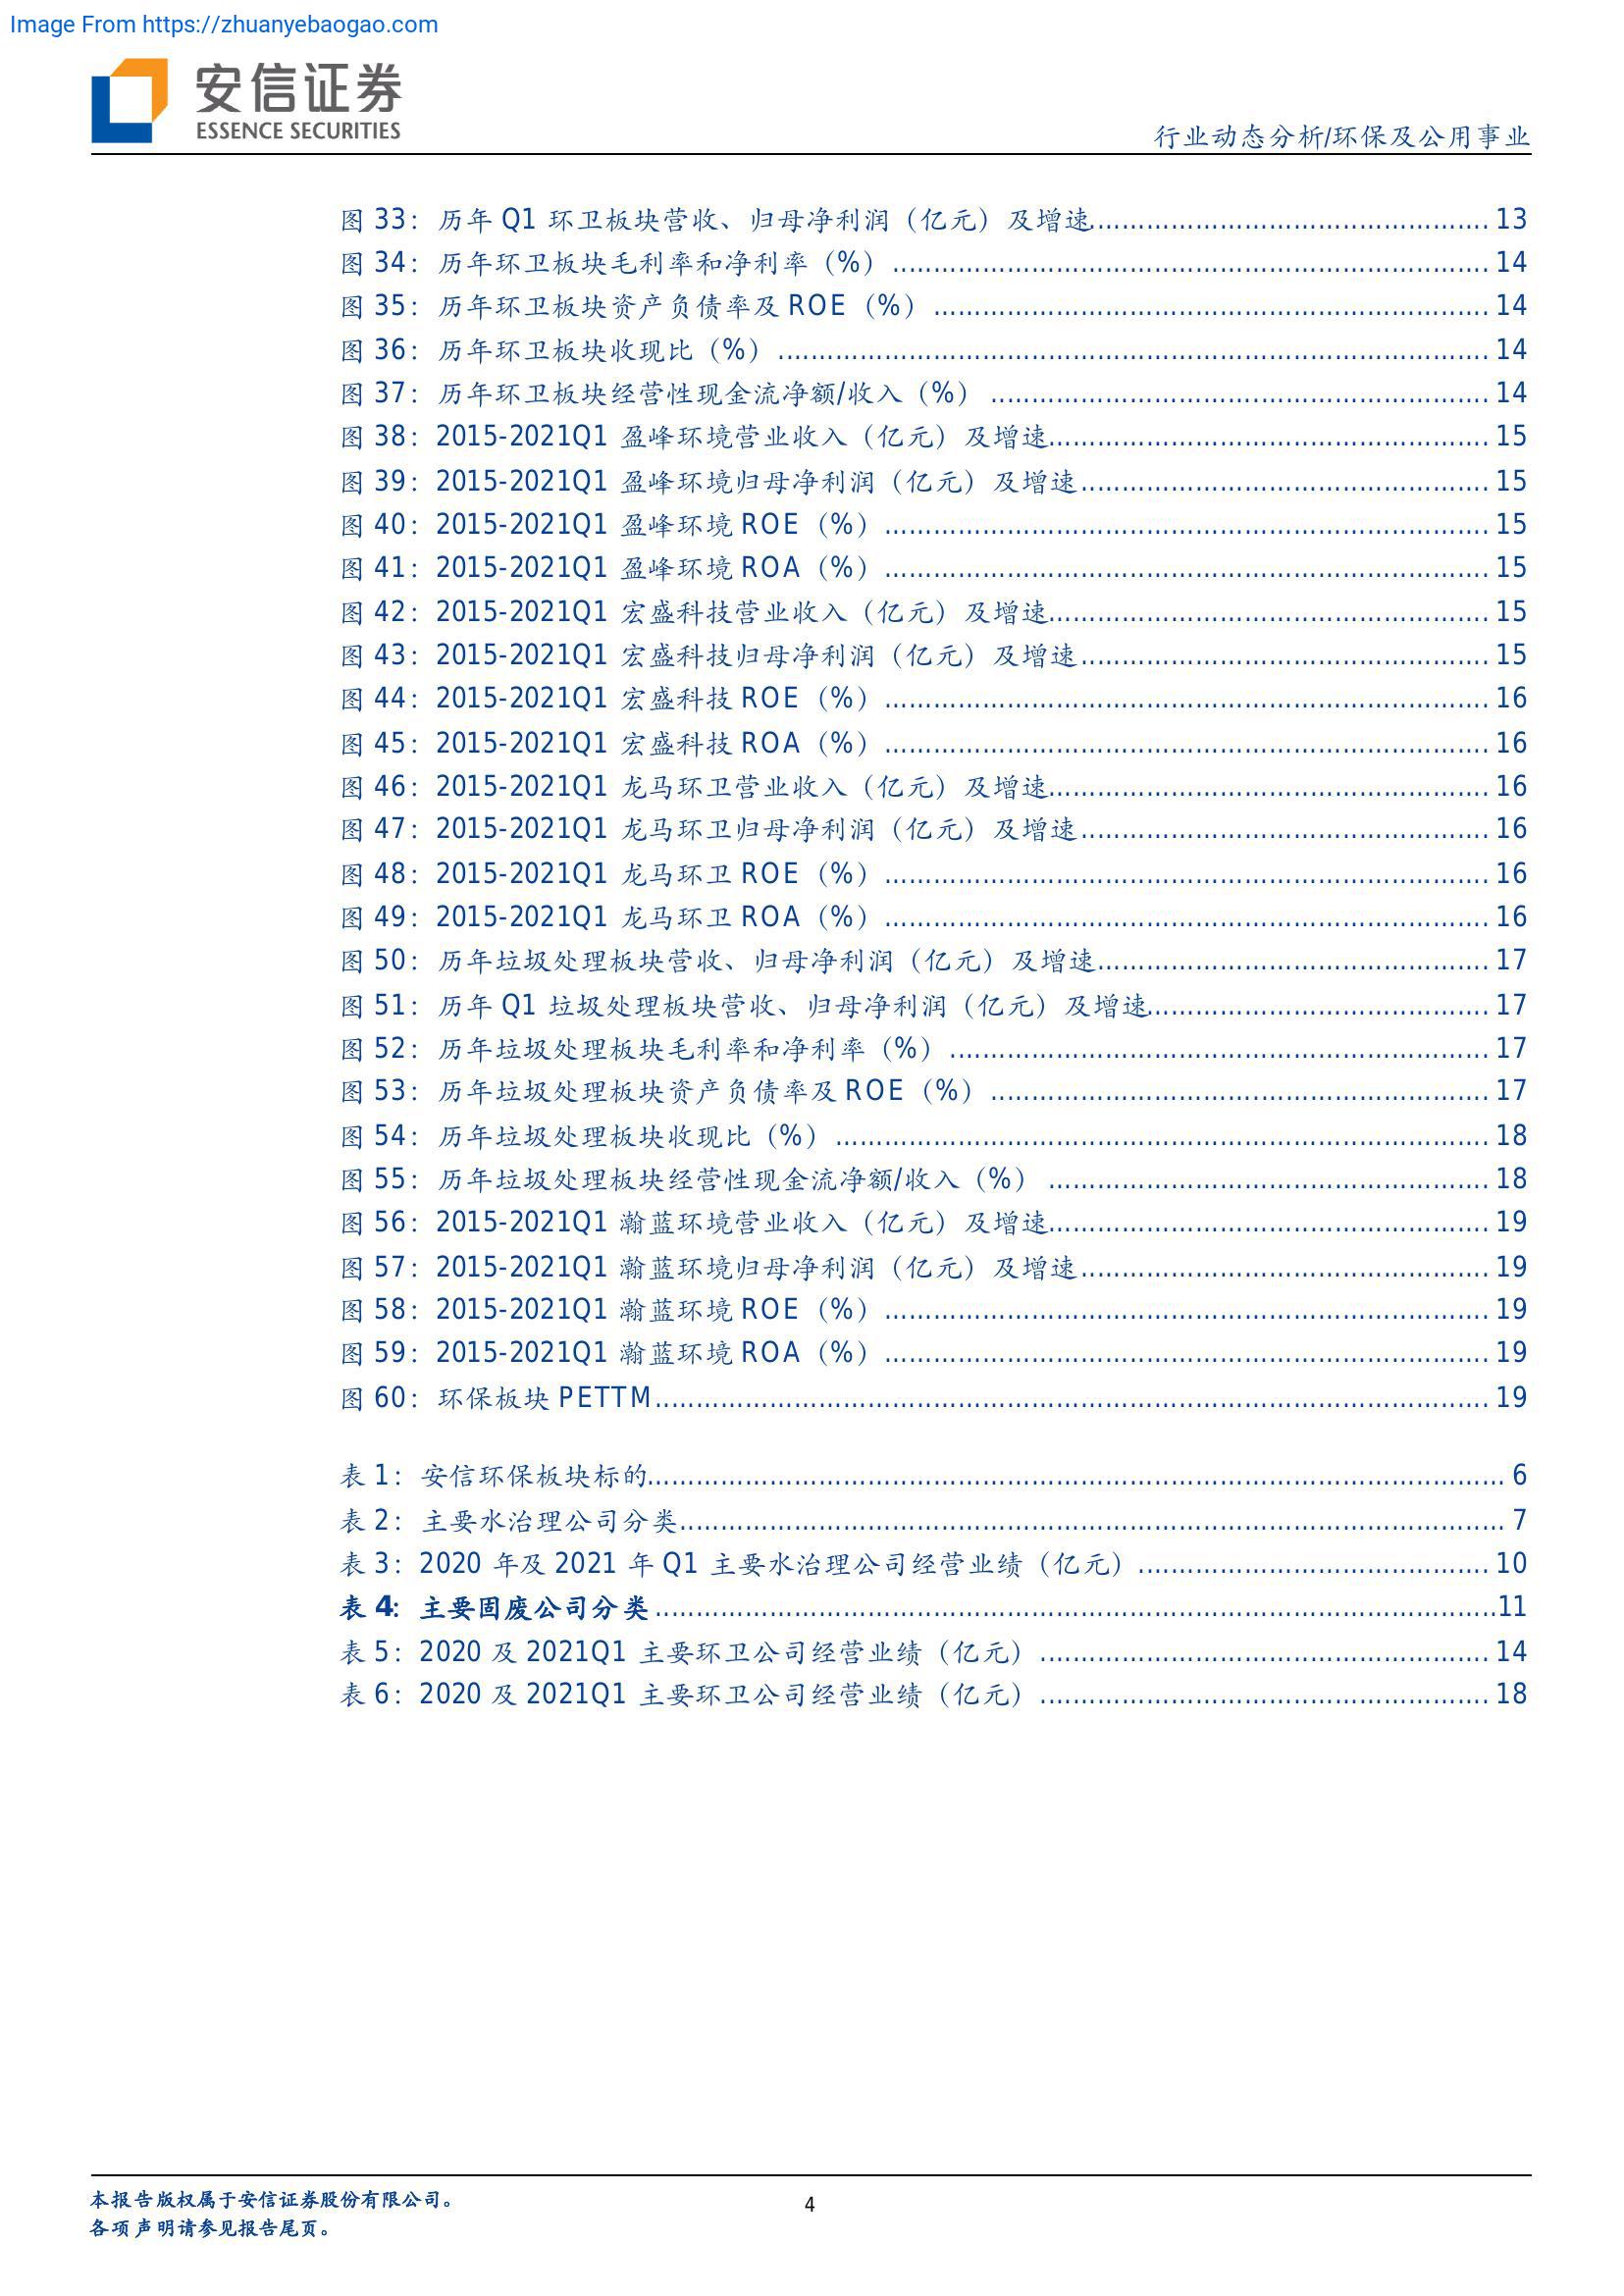 Image From https://zhuanyebaogao.com
安信证券
ESSENCE SECURITIES
行业动态分析/环保及公用事业
图 33：历年 Q1 环卫板块营收、归母净利润（亿元）及增速................................................ 13
图 34：历年环卫板块毛利率和净利率（%）........................................................................ 14
图 35：历年环卫板块资产负债率及 ROE（%）.................................................................... 14
图 36：历年环卫板块收现比（%）...................................................................................... 14
图 37：历年环卫板块经营性现金流净额/收入（%）............................................................. 14
图 38：2015-2021Q1 盈峰环境营业收入（亿元）及增速...................................................... 15
图 39：2015-2021Q1 盈峰环境归母净利润（亿元）及增速.................................................. 15
图 40：2015-2021Q1 盈峰环境 ROE（%）.......................................................................... 15
图 41：2015-2021Q1 盈峰环境 ROA（%）.......................................................................... 15
图 42：2015-2021Q1 宏盛科技营业收入（亿元）及增速...................................................... 15
图 43：2015-2021Q1 宏盛科技归母净利润（亿元）及增速.................................................. 15
图 44：2015-2021Q1 宏盛科技 ROE（%）.......................................................................... 16
图 45：2015-2021Q1 宏盛科技 ROA（%）.......................................................................... 16
图 46：2015-2021Q1 龙马环卫营业收入（亿元）及增速...................................................... 16
图 47：2015-2021Q1 龙马环卫归母净利润（亿元）及增速.................................................. 16
图 48：2015-2021Q1 龙马环卫 ROE（%）.......................................................................... 16
图 49：2015-2021Q1 龙马环卫 ROA（%）.......................................................................... 16
图 50：历年垃圾处理板块营收、归母净利润（亿元）及增速................................................ 17
图 51：历年 Q1 垃圾处理板块营收、归母净利润（亿元）及增速.......................................... 17
图 52：历年垃圾处理板块毛利率和净利率（%）.................................................................. 17
图 53：历年垃圾处理板块资产负债率及 ROE（%）............................................................. 17
图 54：历年垃圾处理板块收现比（%）............................................................................... 18
图 55：历年垃圾处理板块经营性现金流净额/收入（%）...................................................... 18
图 56：2015-2021Q1 瀚蓝环境营业收入（亿元）及增速...................................................... 19
图 57：2015-2021Q1 瀚蓝环境归母净利润（亿元）及增速.................................................. 19
图 58：2015-2021Q1 瀚蓝环境 ROE（%）.......................................................................... 19
图 59：2015-2021Q1 瀚蓝环境 ROA（%）.......................................................................... 19
图 60：环保板块 PETTM..................................................................................................... 19
表 1：安信环保板块标的........................................................................................................ 6
表 2：主要水治理公司分类.................................................................................................... 7
表 3：2020 年及 2021 年 Q1 主要水治理公司经营业绩（亿元）.......................................... 10
表 4：主要固废公司分类......................................................................................................11
表 5：2020 及 2021Q1 主要环卫公司经营业绩（亿元）...................................................... 14
表 6：2020 及 2021Q1 主要环卫公司经营业绩（亿元）...................................................... 18
本报告版权属于安信证券股份有限公司。
4
各项声明请参见报告尾页。